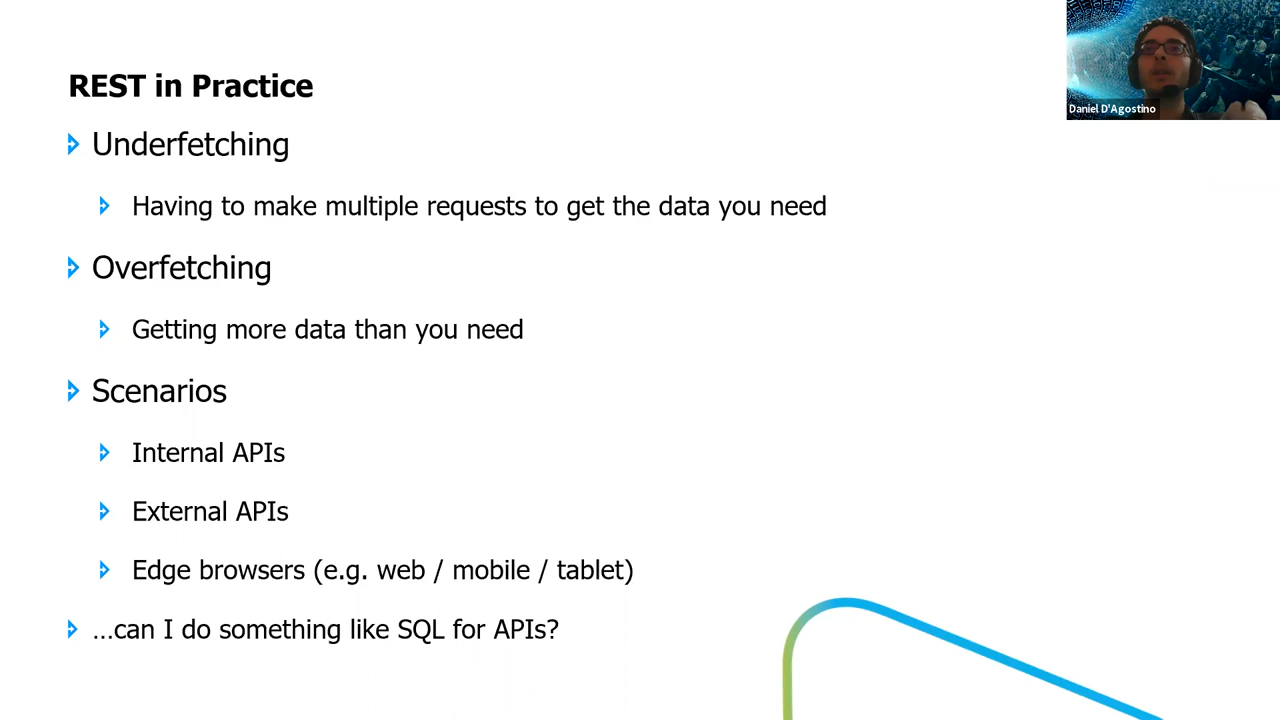 REST in Practice
Underfetching
Having to make multiple requests to get the data you need
Overfetching
Getting more data than you need
Scenarios
Internal APIs
External APIs
Edge browsers (e.g. web / mobile / tablet)
...can I do something like SQL for APIs?
Daniel D'Agostino